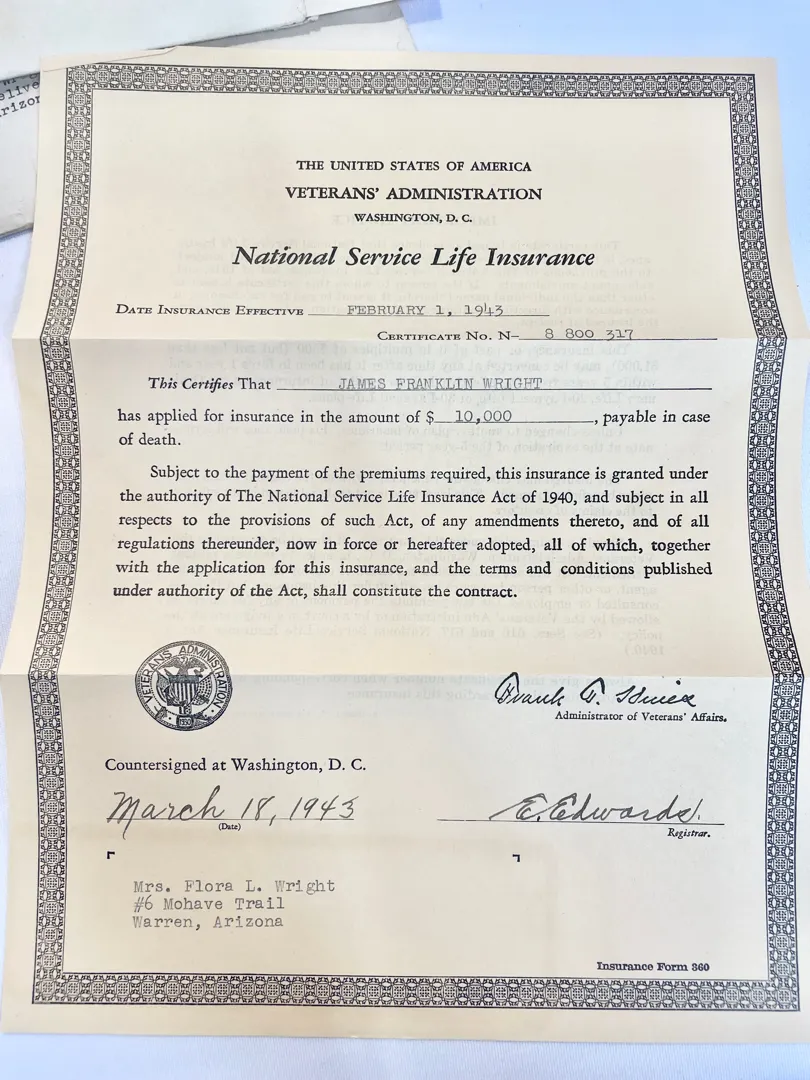 elive
rizon
THE UNITED STATES OF AMERICA
VETERANS' ADMINISTRATION
WASHINGTON, D. C.
National Service Life Insurance
DATE INSURANCE EFFECTIVE FEBRUARY 1, 1943
CERTIFICATE NO. N– 8 800 317
This Certifies That JAMES FRANKLIN WRIGHT
has applied for insurance in the amount of $ 10,000, payable in case
of death.
Subject to the payment of the premiums required, this insurance is granted under
the authority of The National Service Life Insurance Act of 1940, and subject in all
respects to the provisions of such Act, of any amendments thereto, and of all
regulations thereunder, now in force or hereafter adopted, all of which, together
with the application for this insurance, and the terms and conditions published
under authority of the Act, shall constitute the contract.
VETERANS ADMINISTRATION
1930
Frank T. Hines
Administrator of Veterans' Affairs.
Countersigned at Washington, D. C.
March 18, 1943
(Date)
E. Edwards.
Registrar.
Mrs. Flora L. Wright
#6 Mohave Trail
Warren, Arizona
Insurance Form 360